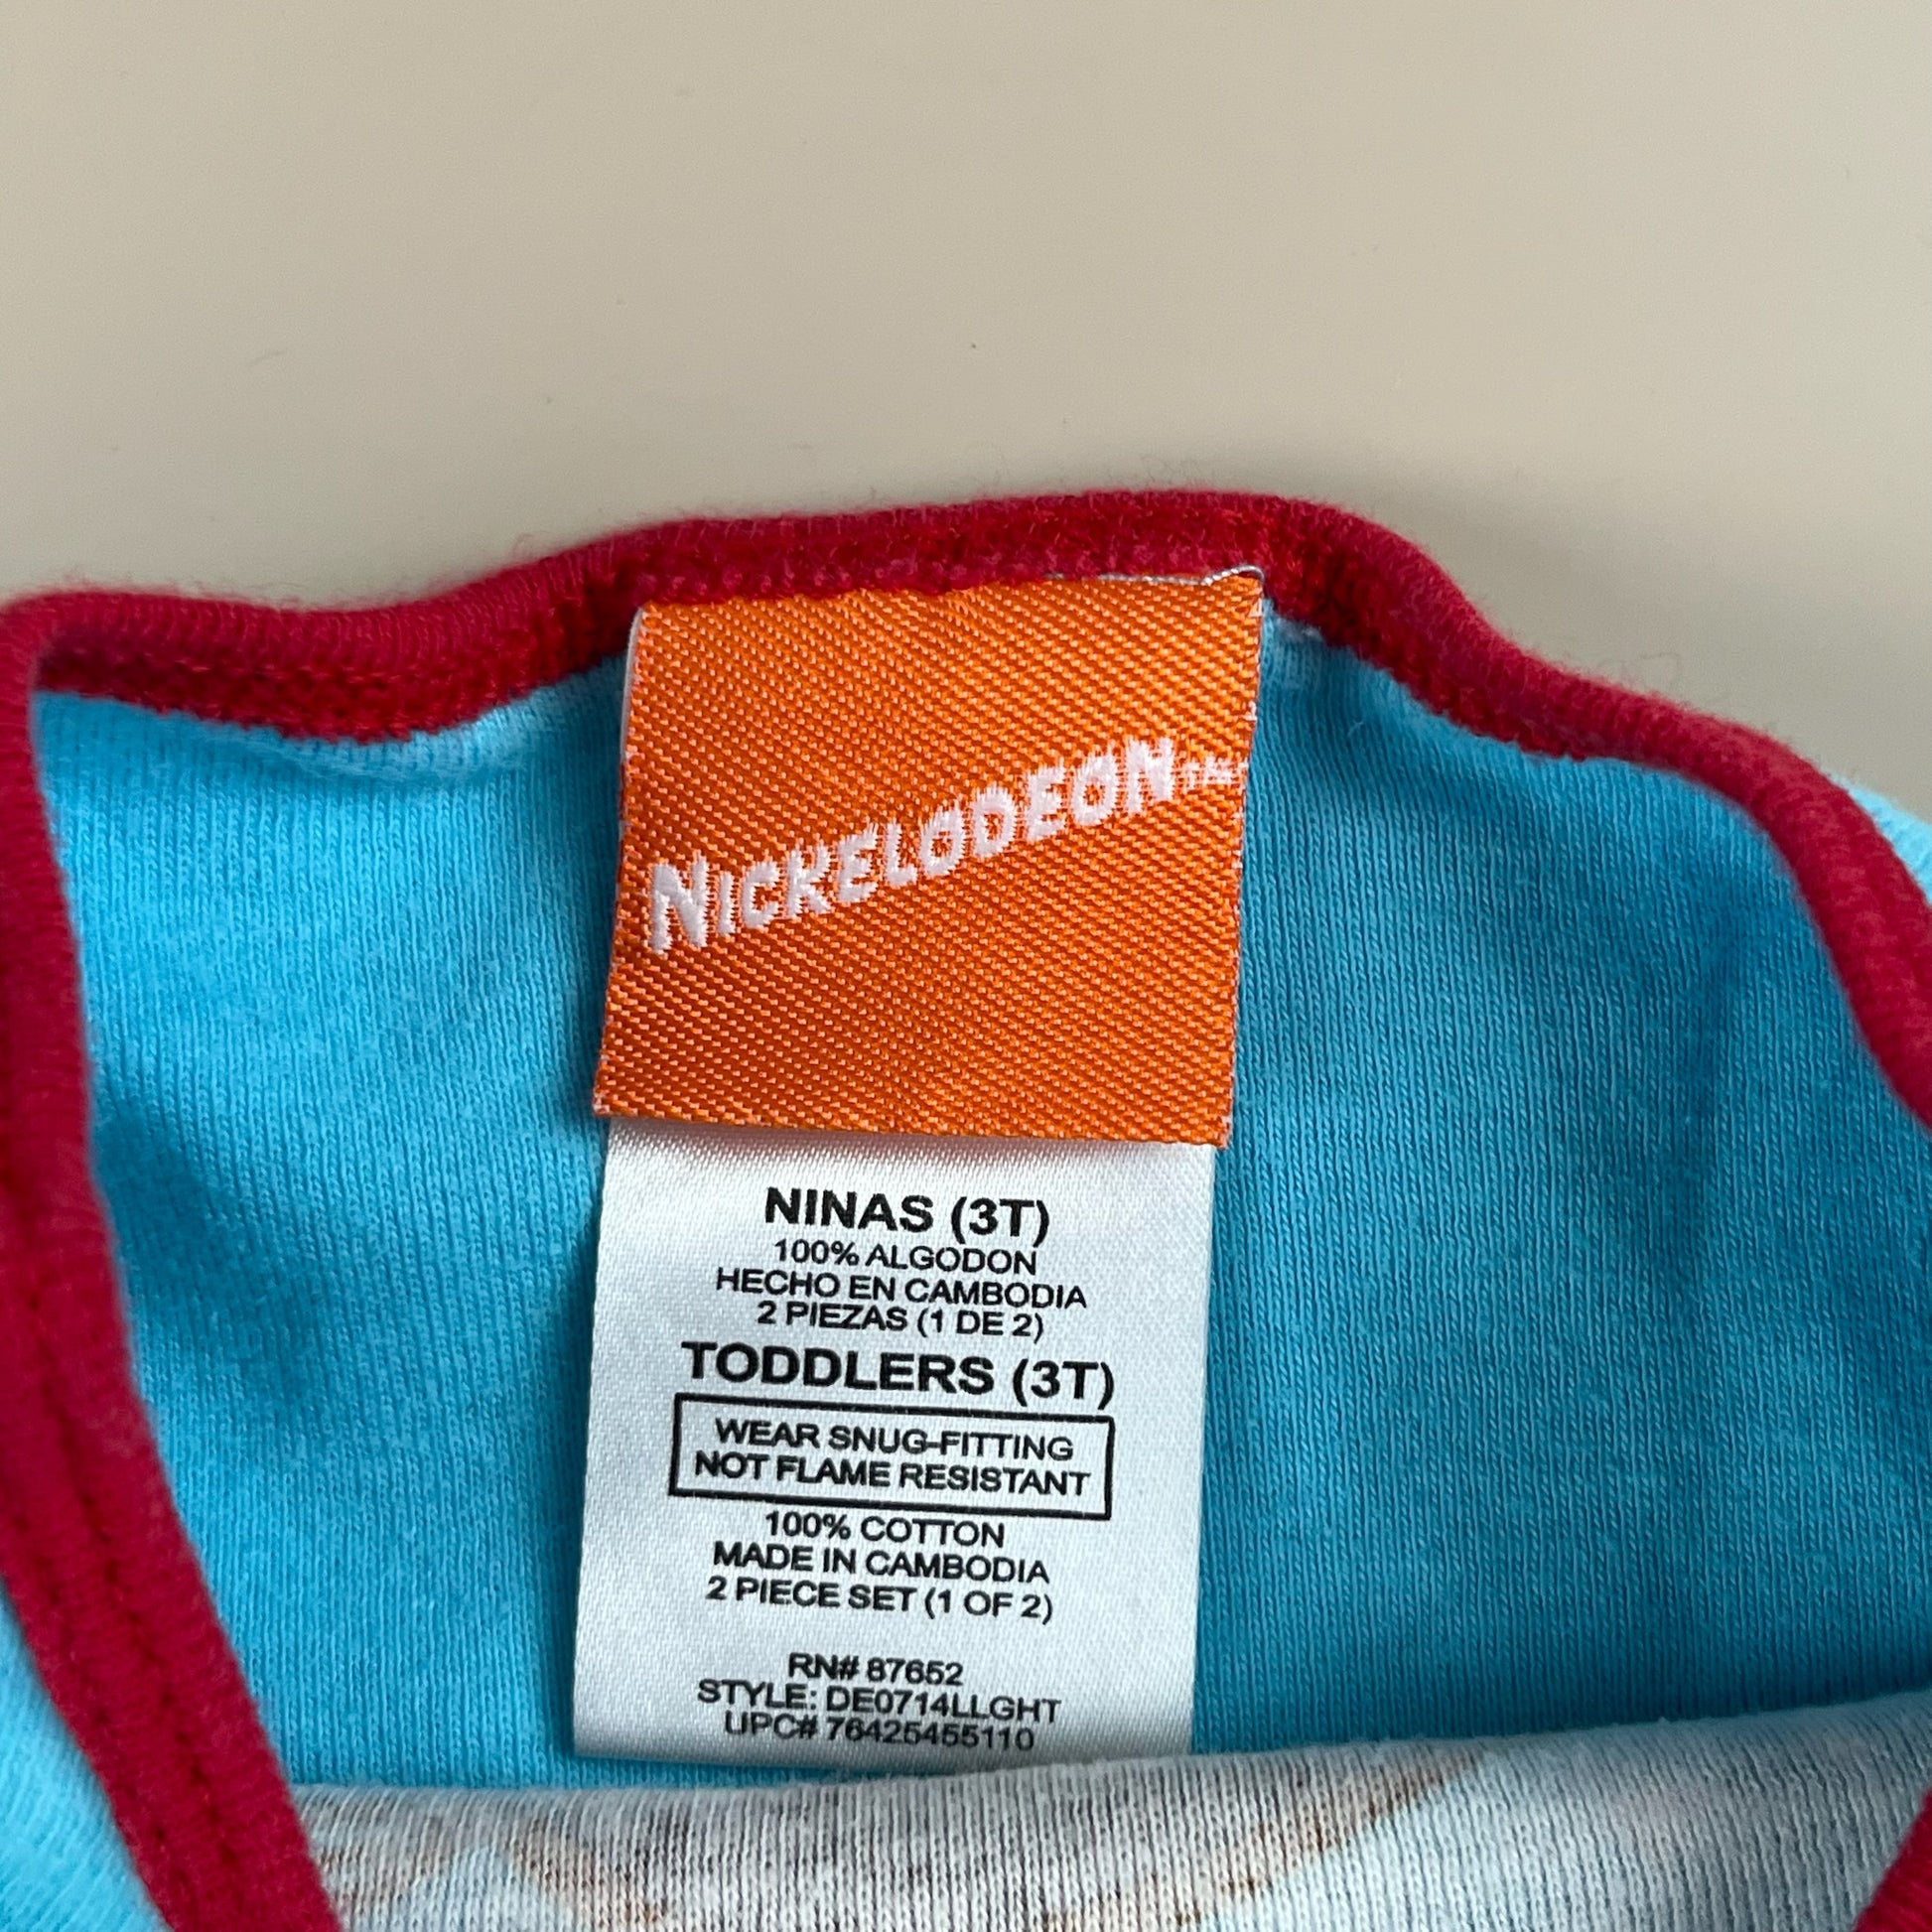 NICKELODEON™
NINAS (3T)
100% ALGODON
HECHO EN CAMBODIA
2 PIEZAS (1 DE 2)
TODDLERS (3T)
WEAR SNUG-FITTING
NOT FLAME RESISTANT
100% COTTON
MADE IN CAMBODIA
2 PIECE SET (1 OF 2)
RN# 87652
STYLE: DE0714LLGHT
UPC# 76425455110